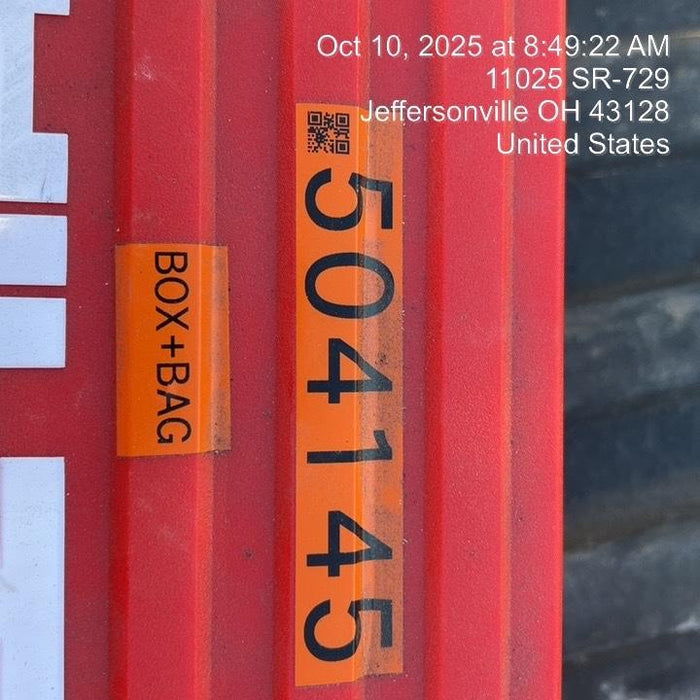 Oct 10, 2025 at 8:49:22 AM
11025 SR-729
Jeffersonville OH 43128
United States
504145
BOX+BAG